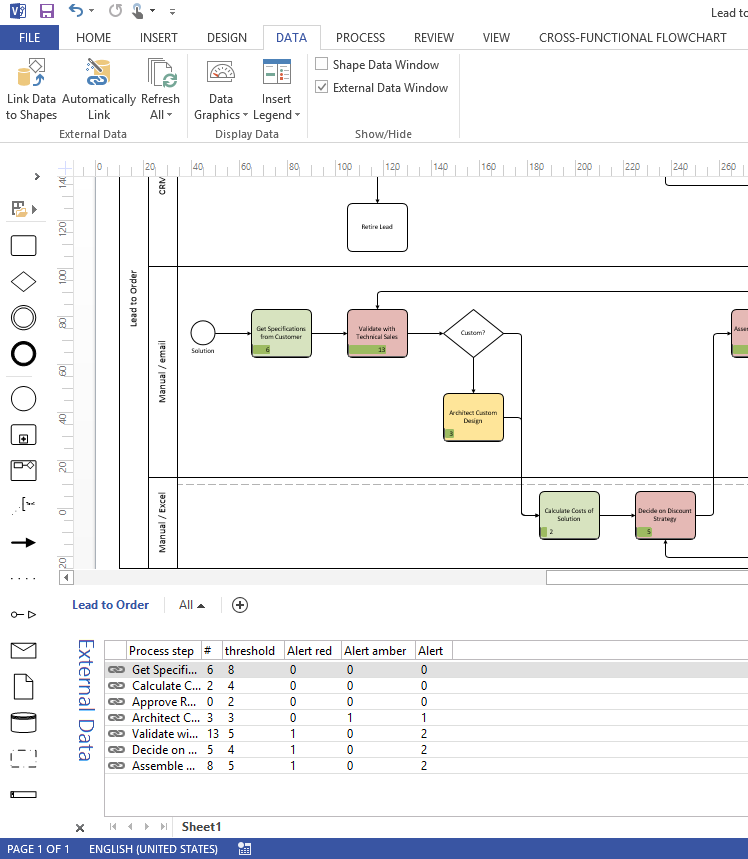 Lead to
FILE HOME INSERT DESIGN DATA PROCESS REVIEW VIEW CROSS-FUNCTIONAL FLOWCHART
Shape Data Window
External Data Window
Link Data to Shapes
Automatically Link
Refresh All
Data Graphics
Insert Legend
External Data Display Data Show/Hide
0 20 40 60 80 100 120 140 160 180 200 220 240 260
140
120
100
80
60
40
20
0
20
Lead to Order
CRM
Retire Lead
Manual / email
Solution
Get Specifications
from Customer
6
Validate with
Technical Sales
13
Custom?
Architect Custom
Design
3
Manual / Excel
Calculate Costs of
Solution
2
Decide on Discount
Strategy
5
Lead to Order All
External Data
Process step # threshold Alert red Alert amber Alert
Get Specifi... 6 8 0 0 0
Calculate C... 2 4 0 0 0
Approve R... 0 2 0 0 0
Architect C... 3 3 0 1 1
Validate wi... 13 5 1 0 2
Decide on ... 5 4 1 0 2
Assemble ... 8 5 1 0 2
Sheet1
PAGE 1 OF 1 ENGLISH (UNITED STATES)